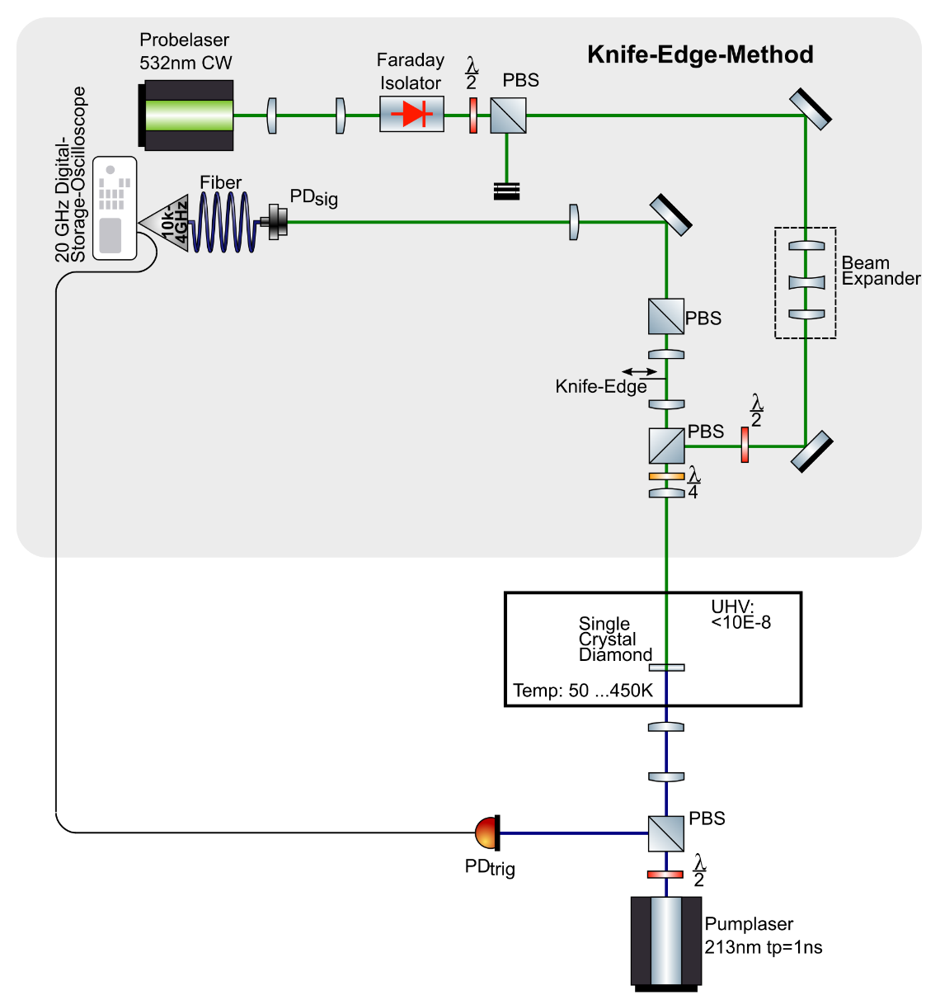 Probelaser
532nm CW
Faraday
Isolator
λ
2
PBS
Knife-Edge-Method
20 GHz Digital-
Storage-Oszilloscope
10k-
4GHz
Fiber
PDsig
Beam
Expander
PBS
Knife-Edge
PBS
λ
2
λ
4
UHV:
<10E-8
Single
Crystal
Diamond
Temp: 50 ...450K
PBS
PDtrig
λ
2
Pumplaser
213nm tp=1ns